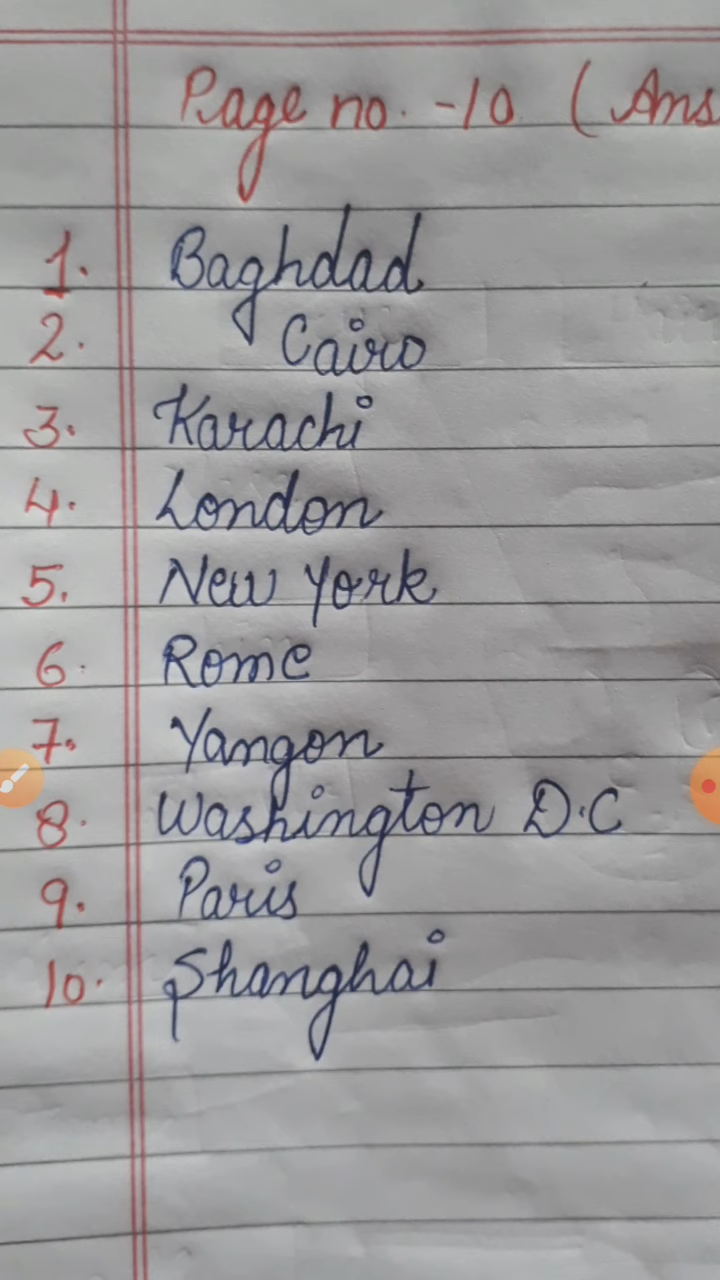 Page no. -10 (Ans
1. Baghdad
2. Cairo
3. Karachi
4. London
5. New York
6. Rome
7. Yangon
8. Washington D.C
9. Paris
10. Shanghai